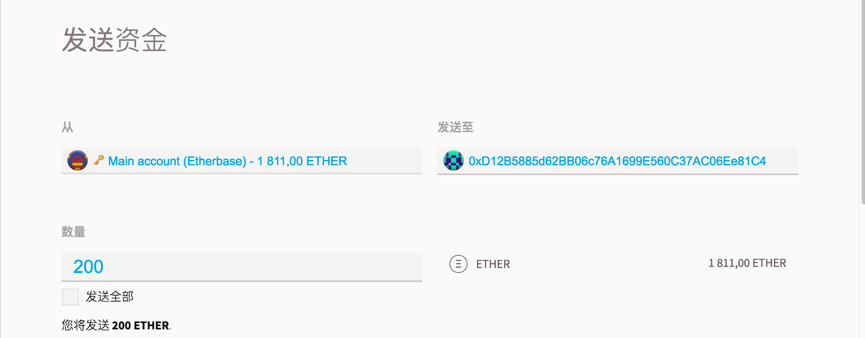 发送资金
从
发送至
Main account (Etherbase) - 1 811,00 ETHER
0xD12B5885d62BB06c76A1699E560C37AC06Ee81C4
数量
200
ETHER
1 811,00 ETHER
发送全部
您将发送 200 ETHER.